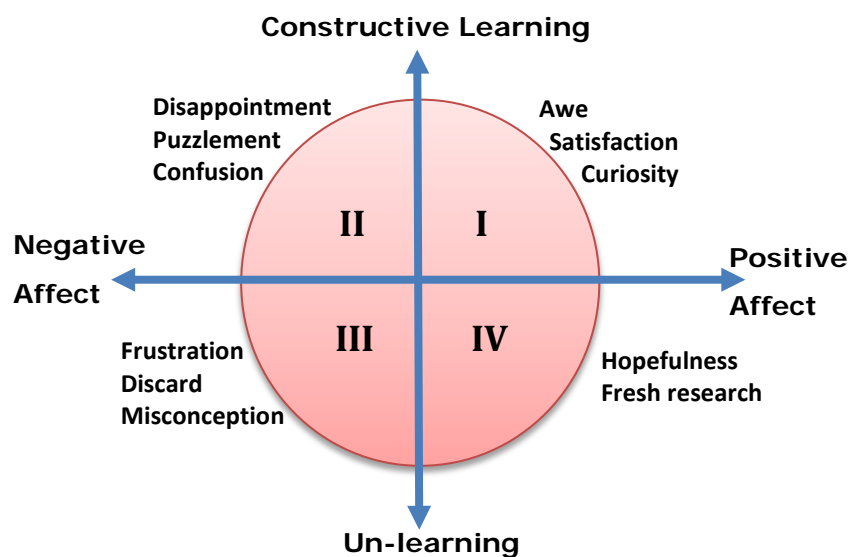 Constructive Learning
Disappointment
Puzzlement
Confusion
Awe
Satisfaction
Curiosity
II
I
Negative
Affect
Positive
Affect
III
IV
Frustration
Discard
Misconception
Hopefulness
Fresh research
Un-learning